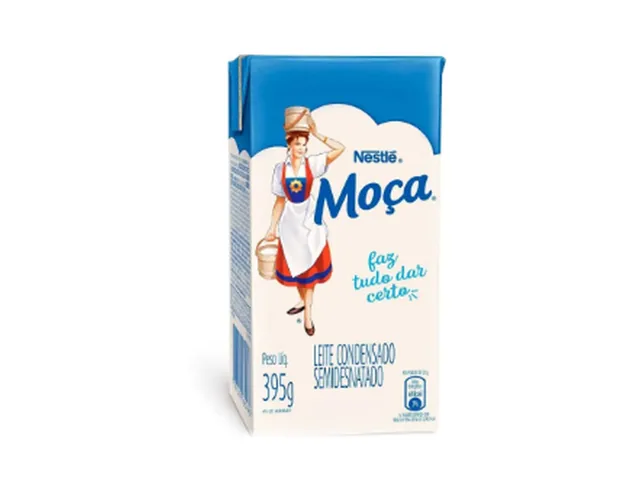 Nestlé®
Moça®
faz
tudo dar
certo
Peso Líq.
395g
LEITE CONDENSADO
SEMIDESNATADO